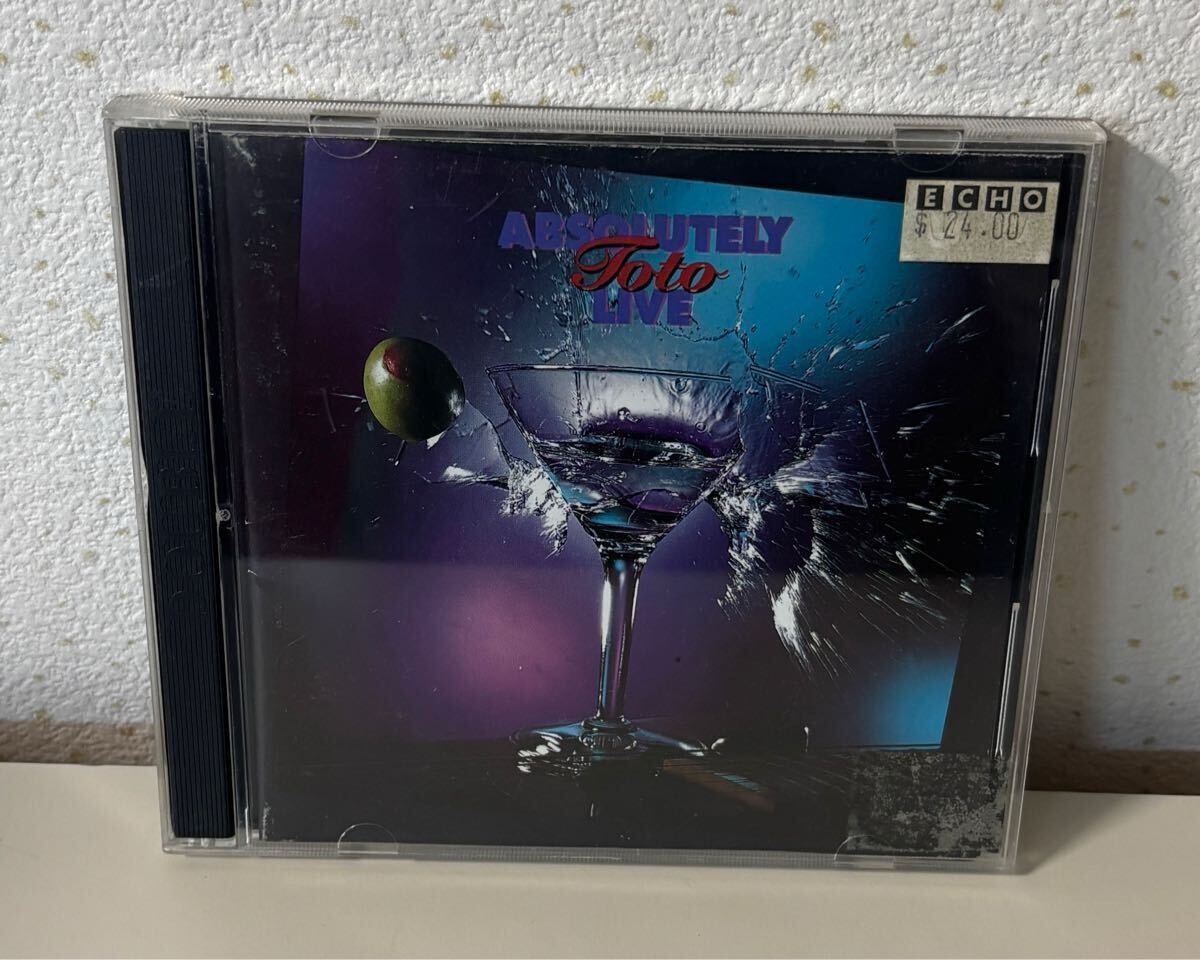 ECHO
$ 24.00
ABSOLUTELY
Toto
LIVE